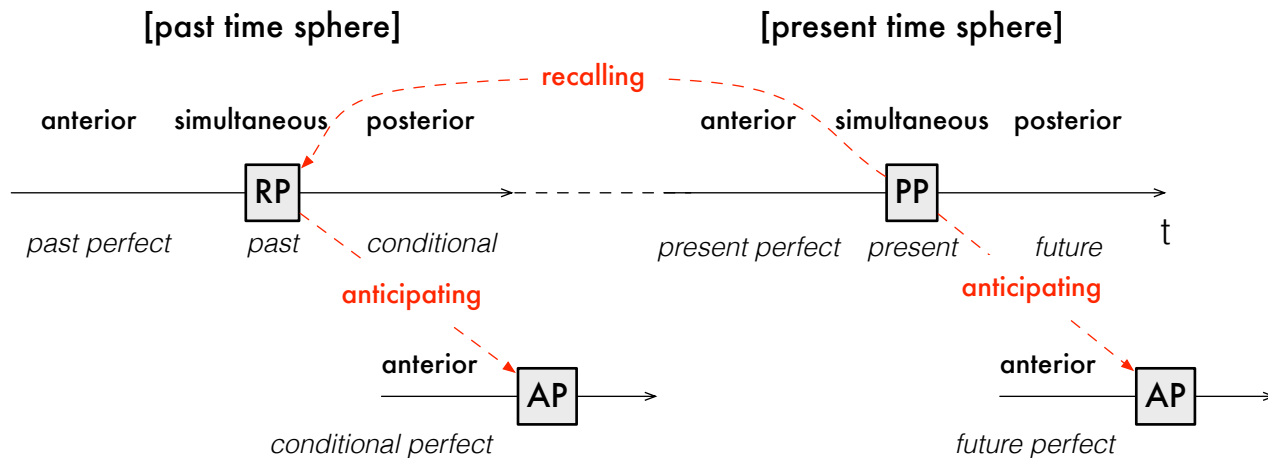 [past time sphere] [present time sphere]
recalling
anterior simultaneous posterior anterior simultaneous posterior
RP PP
past perfect past conditional present perfect present future t
anticipating anticipating
anterior anterior
AP AP
conditional perfect future perfect